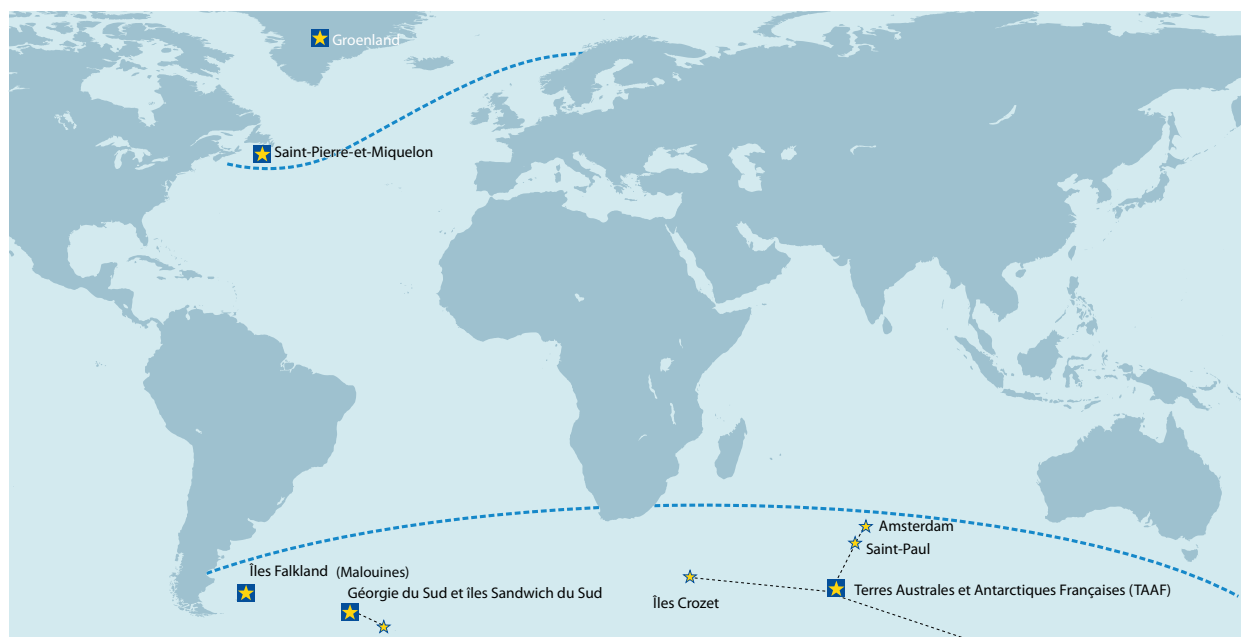 Groenland
Saint-Pierre-et-Miquelon
Amsterdam
Saint-Paul
Îles Falkland (Malouines)
Géorgie du Sud et îles Sandwich du Sud
Îles Crozet
Terres Australes et Antarctiques Françaises (TAAF)